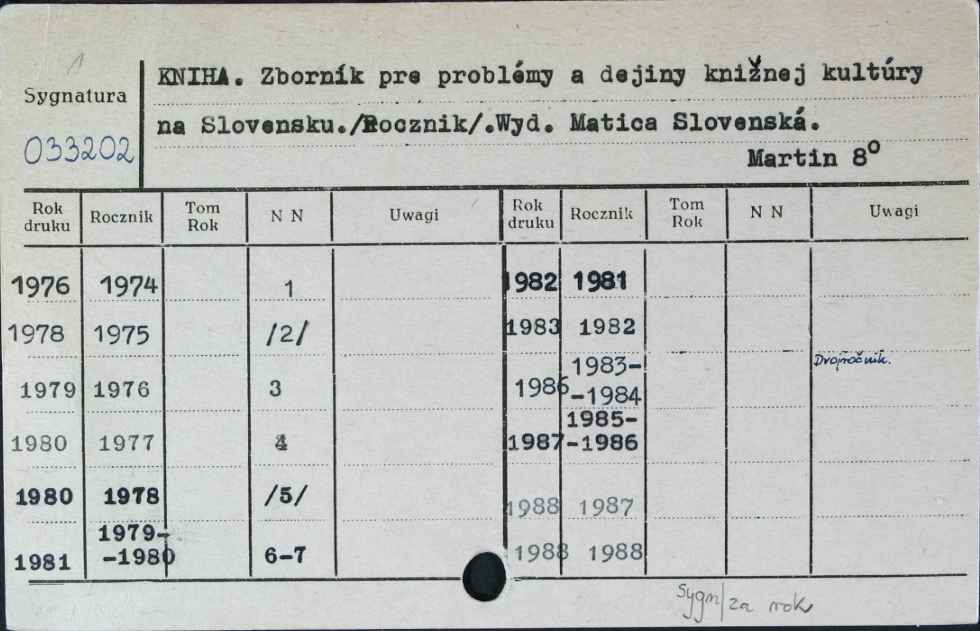 1
KNIHA. Zborník pre problémy a dejiny knižnej kultúry
Sygnatura
na Slovensku./Rocznik/.Wyd. Matica Slovenská.
033202
Martin 8°
Rok druku Rocznik Tom Rok N N Uwagi Rok druku Rocznik Tom Rok N N Uwagi
1976 1974 1 1982 1981
1978 1975 /2/ 1983 1982
1979 1976 3 1986 1983-
-1984 Dvojročník.
1980 1977 4 1987 1985-
-1986
1980 1978 /5/ 1988 1987
1981 1979-
-1980 6-7 1988 1988
Sygn/za rok